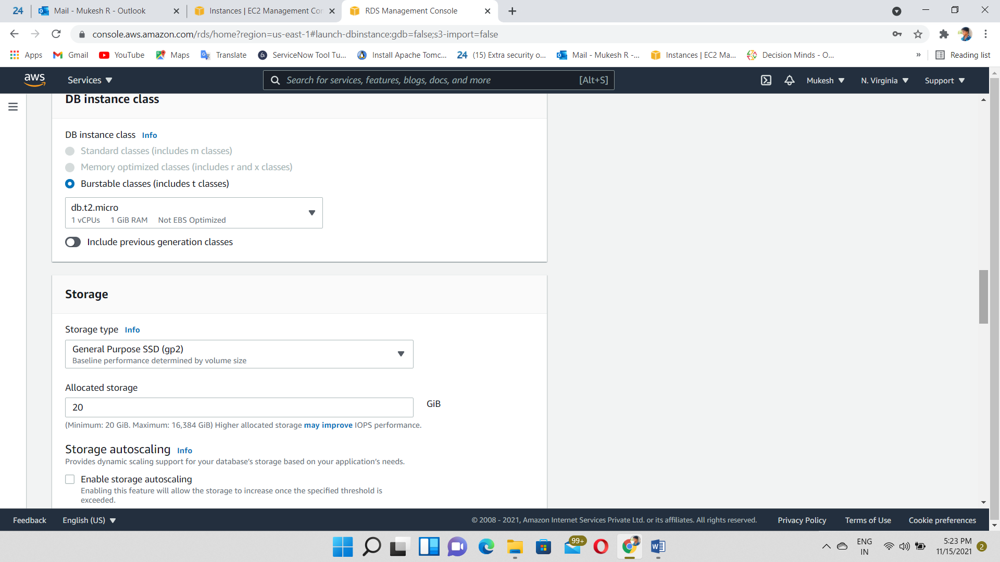 24
Mail - Mukesh R - Outlook
Instances | EC2 Management Con
RDS Management Console
console.aws.amazon.com/rds/home?region=us-east-1#launch-dbinstance:gdb=false;s3-import=false
Apps
Gmail
YouTube
Maps
Translate
ServiceNow Tool Tu...
Install Apache Tomc...
24 (15) Extra security o...
Mail - Mukesh R -...
Instances | EC2 Ma...
Decision Minds - O...
»
Reading list
aws
Services
Search for services, features, blogs, docs, and more
[Alt+S]
Mukesh
N. Virginia
Support
DB instance class
DB instance class Info
Standard classes (includes m classes)
Memory optimized classes (includes r and x classes)
Burstable classes (includes t classes)
db.t2.micro
1 vCPUs 1 GiB RAM Not EBS Optimized
Include previous generation classes
Storage
Storage type Info
General Purpose SSD (gp2)
Baseline performance determined by volume size
Allocated storage
20
GiB
(Minimum: 20 GiB. Maximum: 16,384 GiB) Higher allocated storage may improve IOPS performance.
Storage autoscaling Info
Provides dynamic scaling support for your database's storage based on your application's needs.
Enable storage autoscaling
Enabling this feature will allow the storage to increase once the specified threshold is
exceeded.
Feedback
English (US)
© 2008 - 2021, Amazon Internet Services Private Ltd. or its affiliates. All rights reserved.
Privacy Policy
Terms of Use
Cookie preferences
99+
ENG
IN
5:23 PM
11/15/2021
2